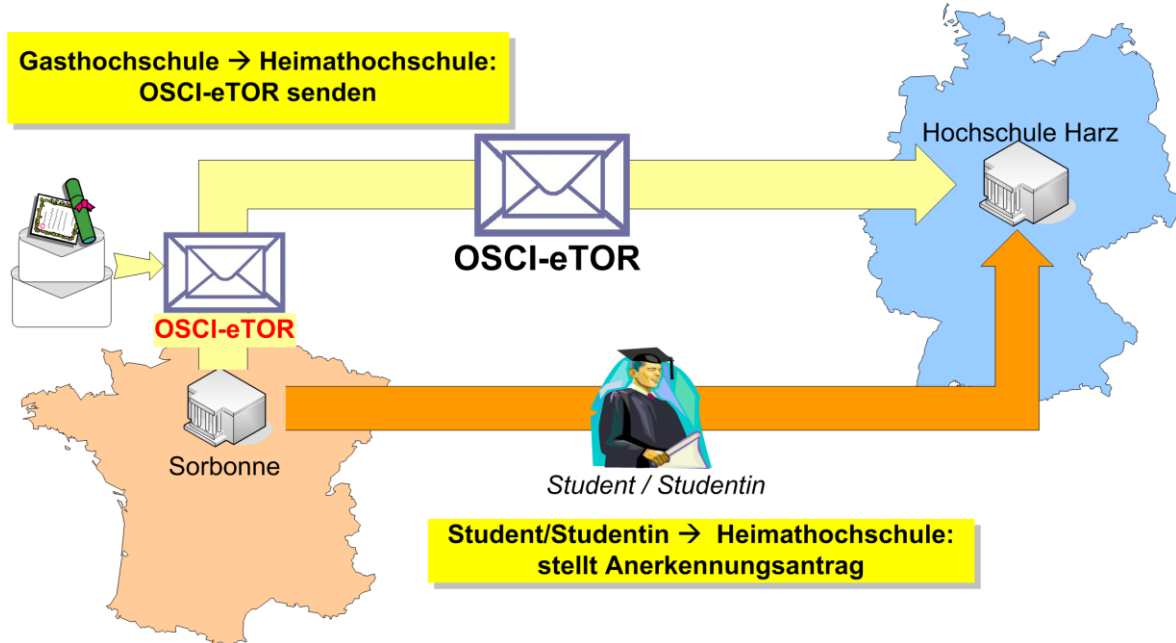 Gasthochschule → Heimathochschule:
OSCI-eTOR senden
Hochschule Harz
OSCI-eTOR
OSCI-eTOR
Sorbonne
Student / Studentin
Student/Studentin → Heimathochschule:
stellt Anerkennungsantrag